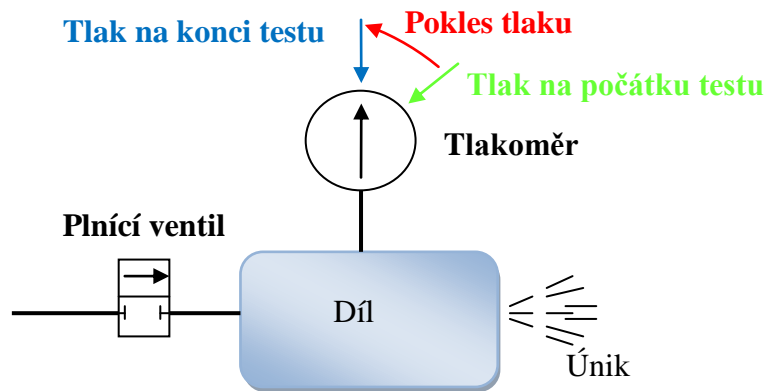 Tlak na konci testu
Pokles tlaku
Tlak na počátku testu
Tlakoměr
Plnící ventil
Díl
Únik